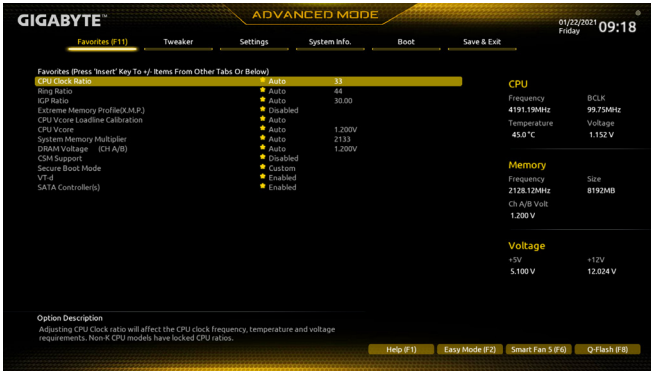 GIGABYTE™
ADVANCED MODE
01/22/2021
Friday
09:18
Favorites (F11) Tweaker Settings System Info. Boot Save & Exit
Favorites (Press 'Insert' Key To +/- Items From Other Tabs Or Below)
CPU Clock Ratio Auto 33
Ring Ratio Auto 44
IGP Ratio Auto 30.00
Extreme Memory Profile(X.M.P.) Disabled
CPU Vcore Loadline Calibration Auto
CPU Vcore Auto 1.200V
System Memory Multiplier Auto 2133
DRAM Voltage (CH A/B) Auto 1.200V
CSM Support Disabled
Secure Boot Mode Custom
VT-d Enabled
SATA Controller(s) Enabled
CPU
Frequency BCLK
4191.19MHz 99.75MHz
Temperature Voltage
45.0 °C 1.152 V
Memory
Frequency Size
2128.12MHz 8192MB
Ch A/B Volt
1.200 V
Voltage
+5V +12V
5.100 V 12.024 V
Option Description
Adjusting CPU Clock ratio will affect the CPU clock frequency, temperature and voltage
requirements. Non-K CPU models have locked CPU ratios.
Help (F1) Easy Mode (F2) Smart Fan 5 (F6) Q-Flash (F8)